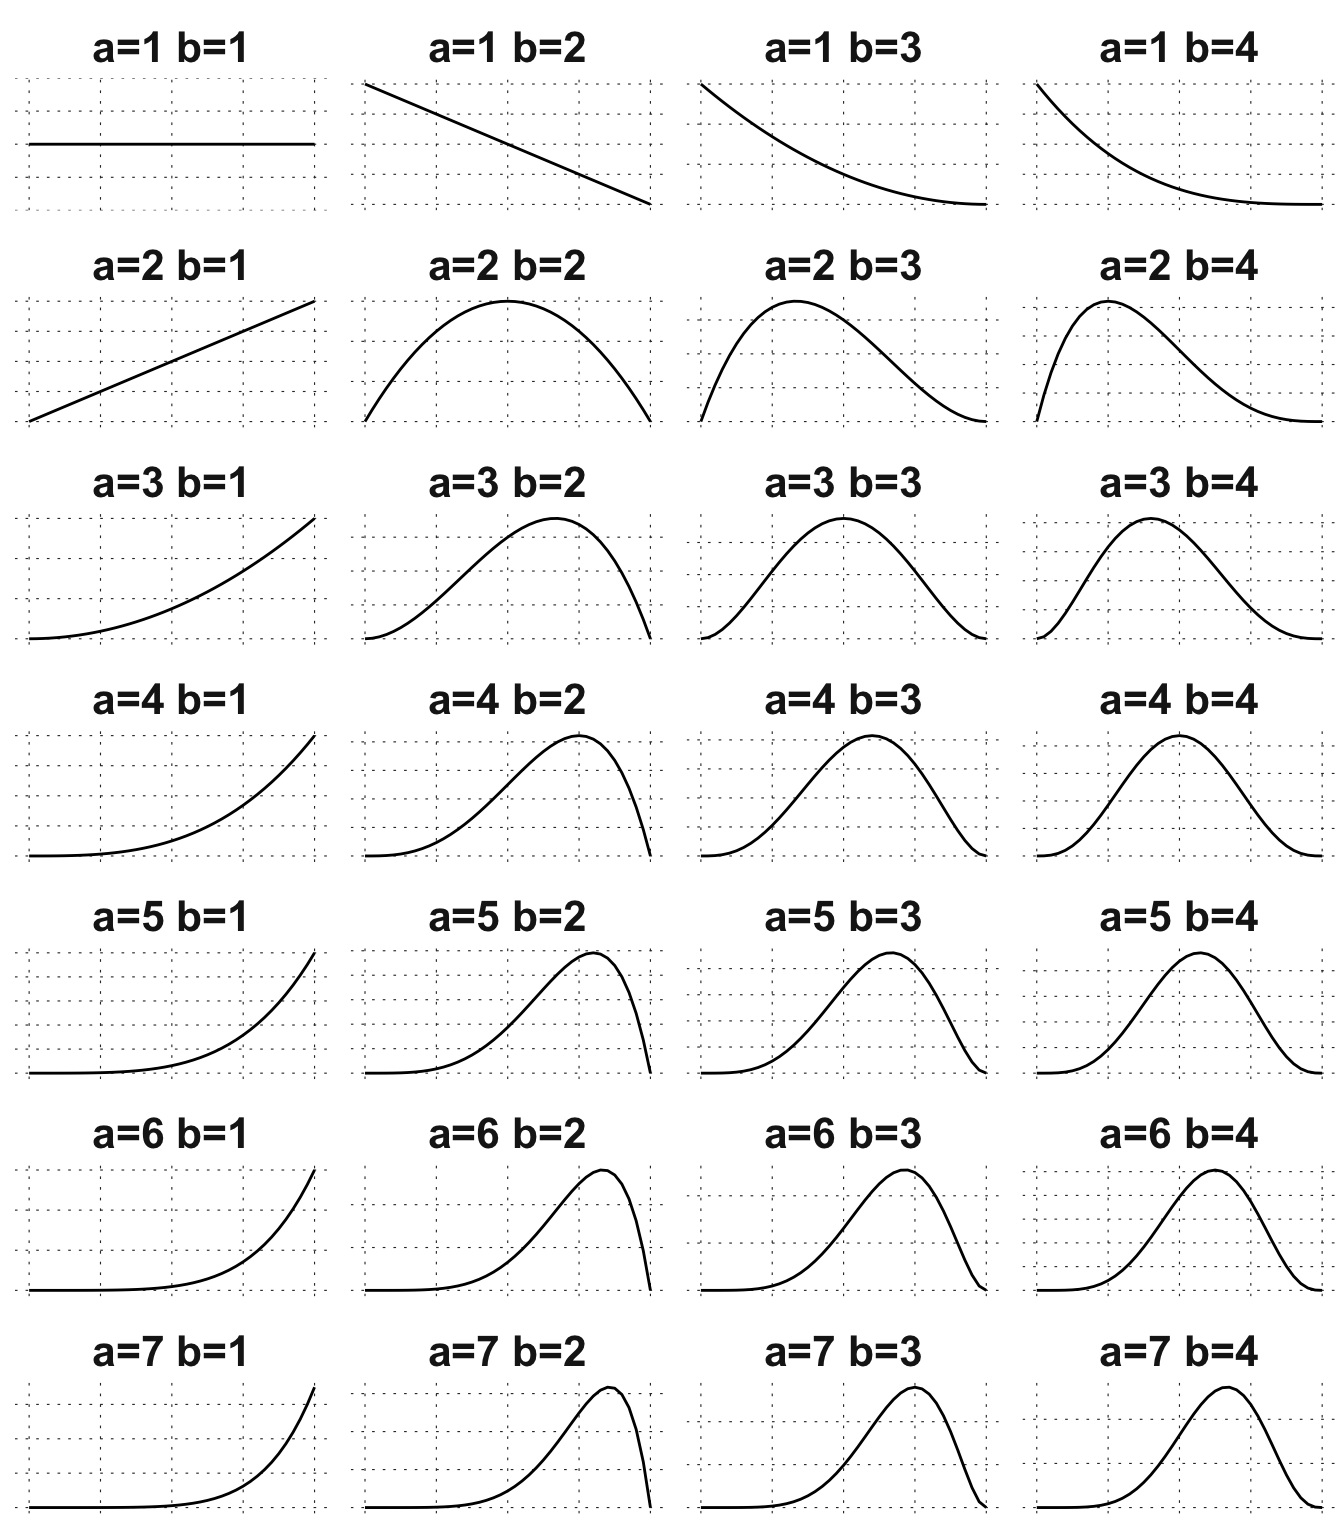 a=1 b=1 a=1 b=2 a=1 b=3 a=1 b=4
a=2 b=1 a=2 b=2 a=2 b=3 a=2 b=4
a=3 b=1 a=3 b=2 a=3 b=3 a=3 b=4
a=4 b=1 a=4 b=2 a=4 b=3 a=4 b=4
a=5 b=1 a=5 b=2 a=5 b=3 a=5 b=4
a=6 b=1 a=6 b=2 a=6 b=3 a=6 b=4
a=7 b=1 a=7 b=2 a=7 b=3 a=7 b=4